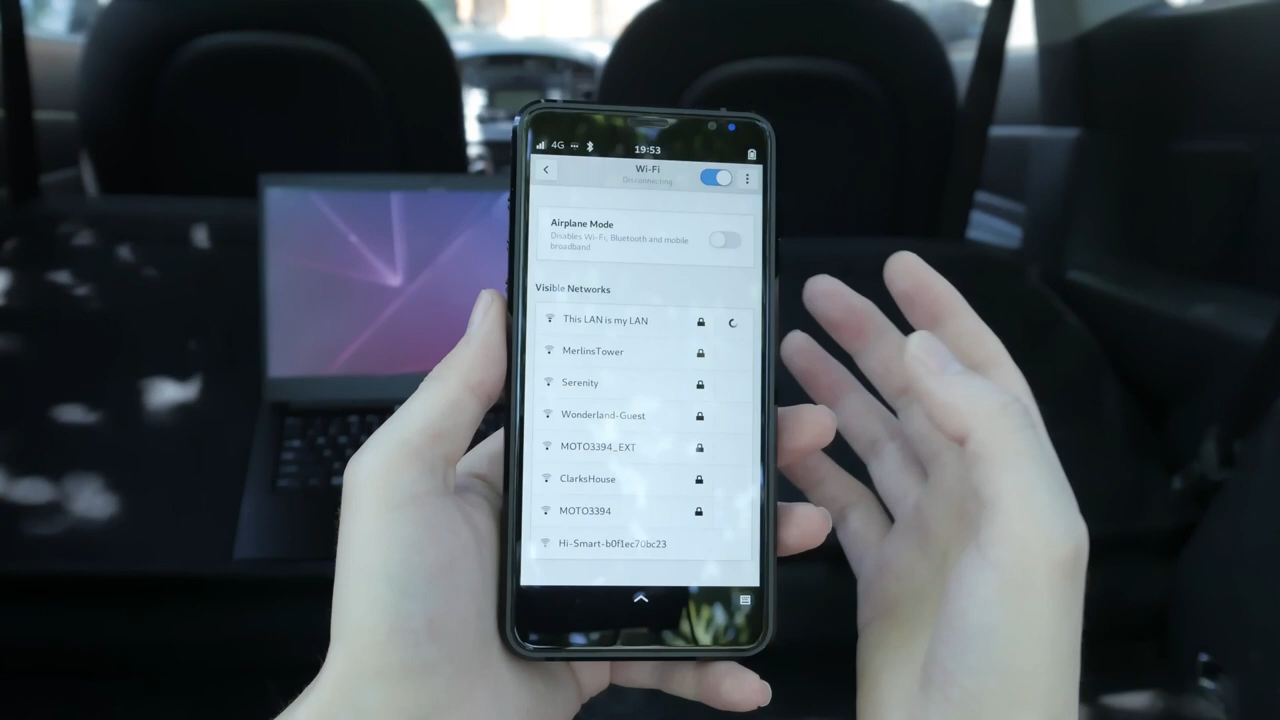 4G
19:53
Wi-Fi
Disconnecting
Airplane Mode
Disables Wi-Fi, Bluetooth and mobile
broadband
Visible Networks
This LAN is my LAN
MerlinsTower
Serenity
Wonderland-Guest
MOTO3394_EXT
ClarksHouse
MOTO3394
Hi-Smart-b0f1ec70bc23